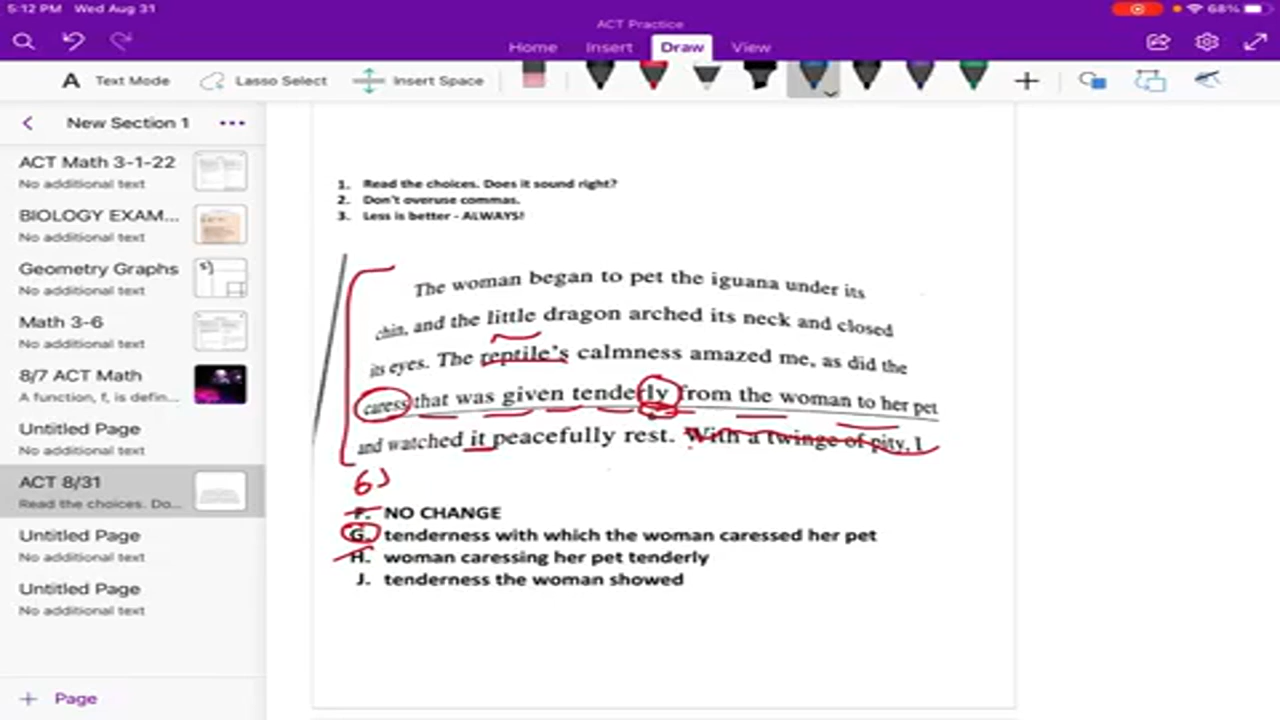 5:12 PM Wed Aug 31
68%
ACT Practice
Home Insert Draw View
A Text Mode Lasso Select Insert Space
New Section 1
ACT Math 3-1-22
No additional text
BIOLOGY EXAM...
No additional text
Geometry Graphs
No additional text
Math 3-6
No additional text
8/7 ACT Math
A function, f, is defin...
Untitled Page
No additional text
ACT 8/31
Read the choices. Do...
Untitled Page
No additional text
Untitled Page
No additional text
+ Page
1. Read the choices. Does it sound right?
2. Don't overuse commas.
3. Less is better - ALWAYS!
The woman began to pet the iguana under its
chin, and the little dragon arched its neck and closed
its eyes. The reptile's calmness amazed me, as did the
caress that was given tenderly from the woman to her pet
and watched it peacefully rest. With a twinge of pity, I
6)
F. NO CHANGE
G. tenderness with which the woman caressed her pet
H. woman caressing her pet tenderly
J. tenderness the woman showed